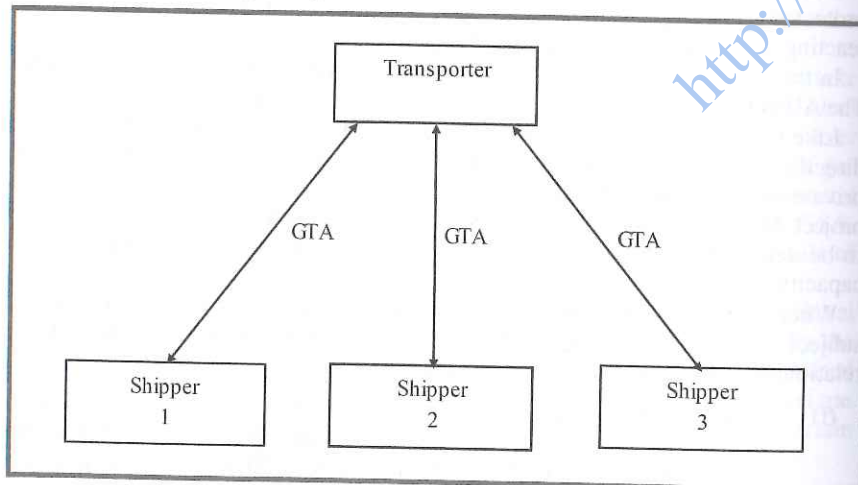 http://
Transporter
GTA GTA GTA
Shipper Shipper Shipper
1 2 3